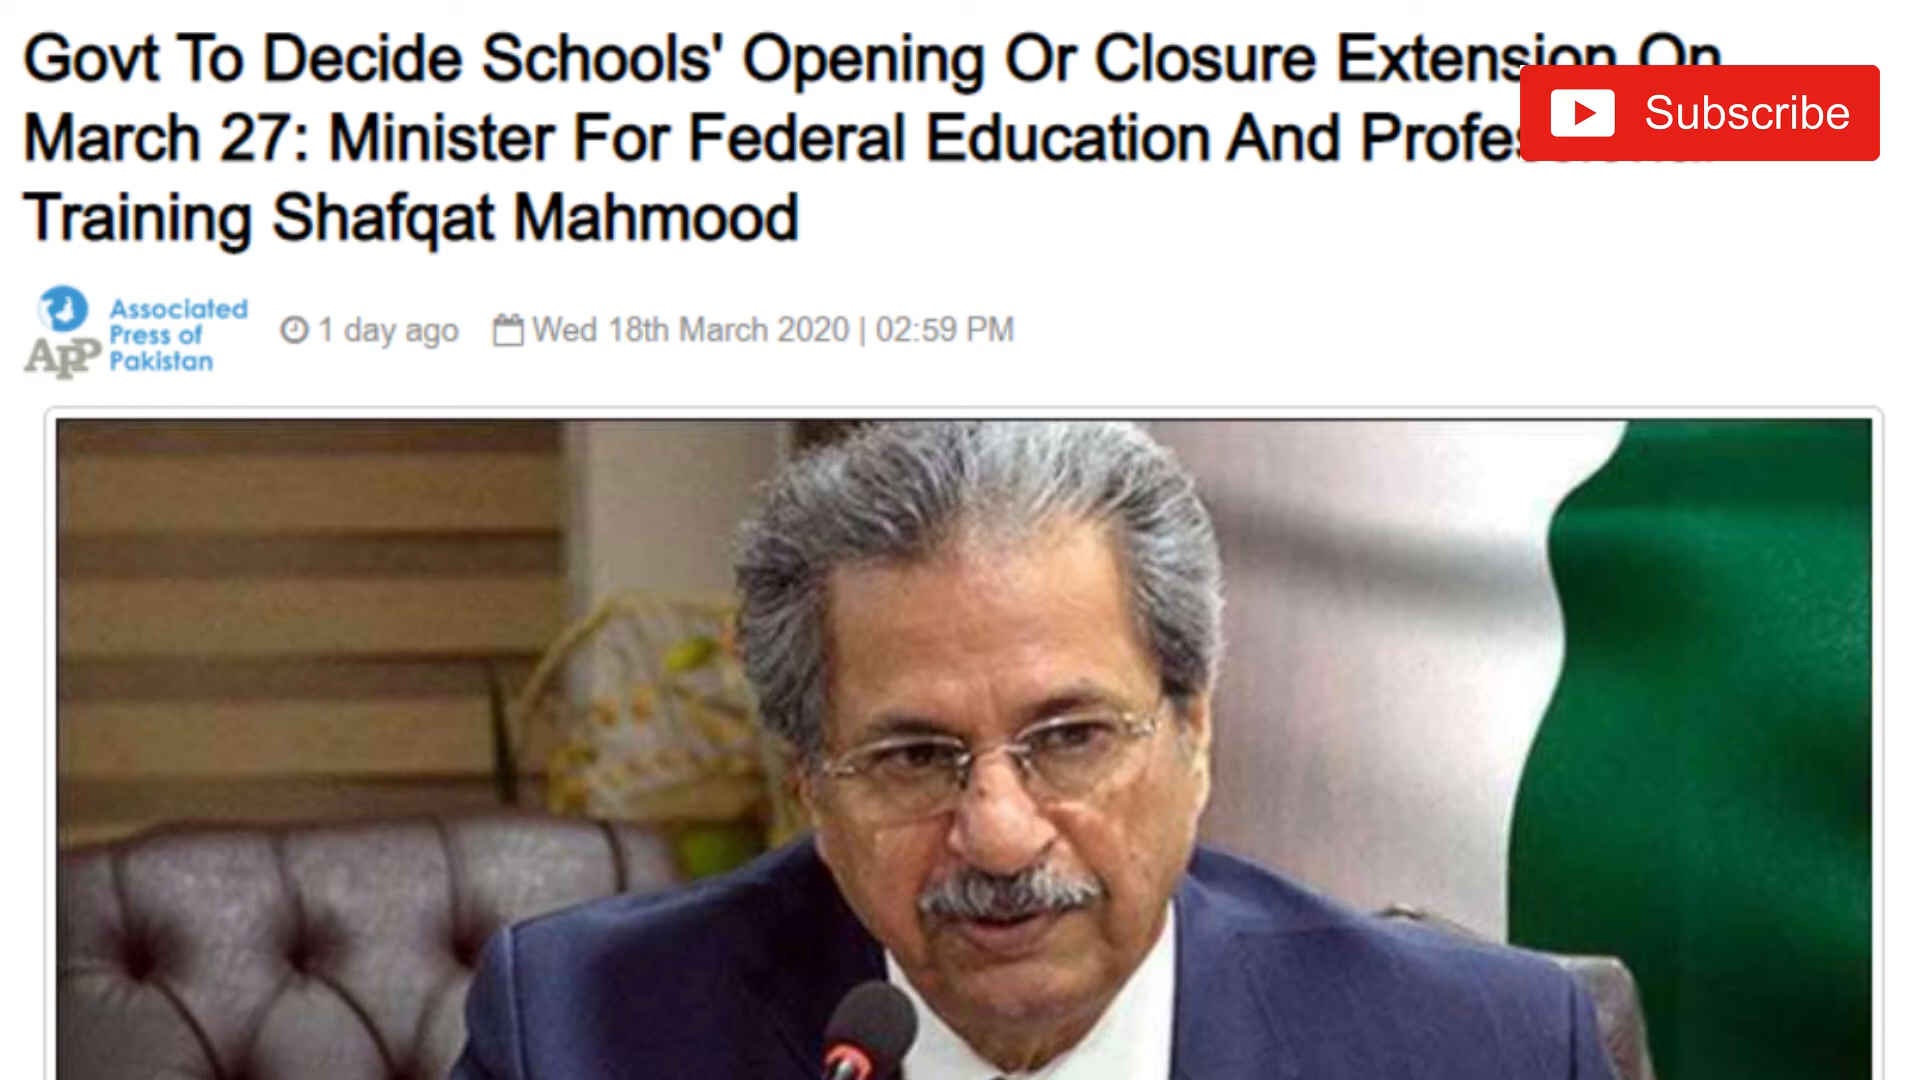 Govt To Decide Schools' Opening Or Closure Extension On
March 27: Minister For Federal Education And
Training Shafqat Mahmood
Subscribe
APP
Associated
Press of
Pakistan
1 day ago
Wed 18th March 2020 | 02:59 PM